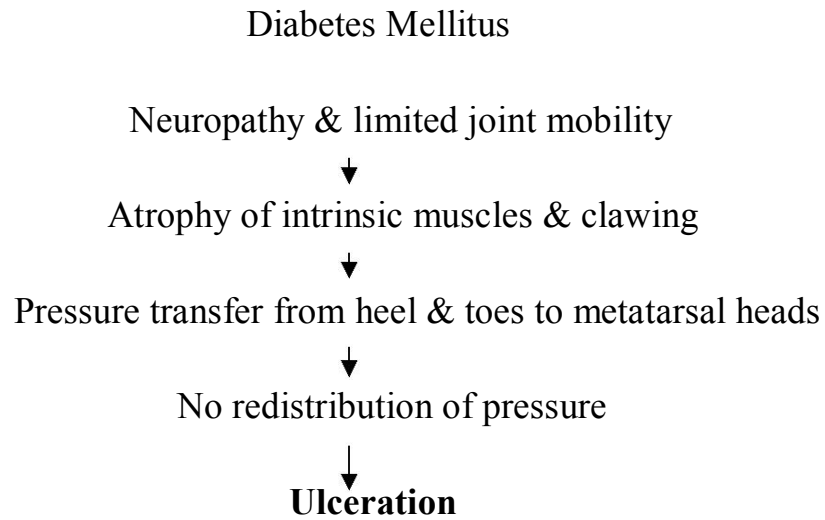 Diabetes Mellitus
Neuropathy & limited joint mobility
Atrophy of intrinsic muscles & clawing
Pressure transfer from heel & toes to metatarsal heads
No redistribution of pressure
Ulceration